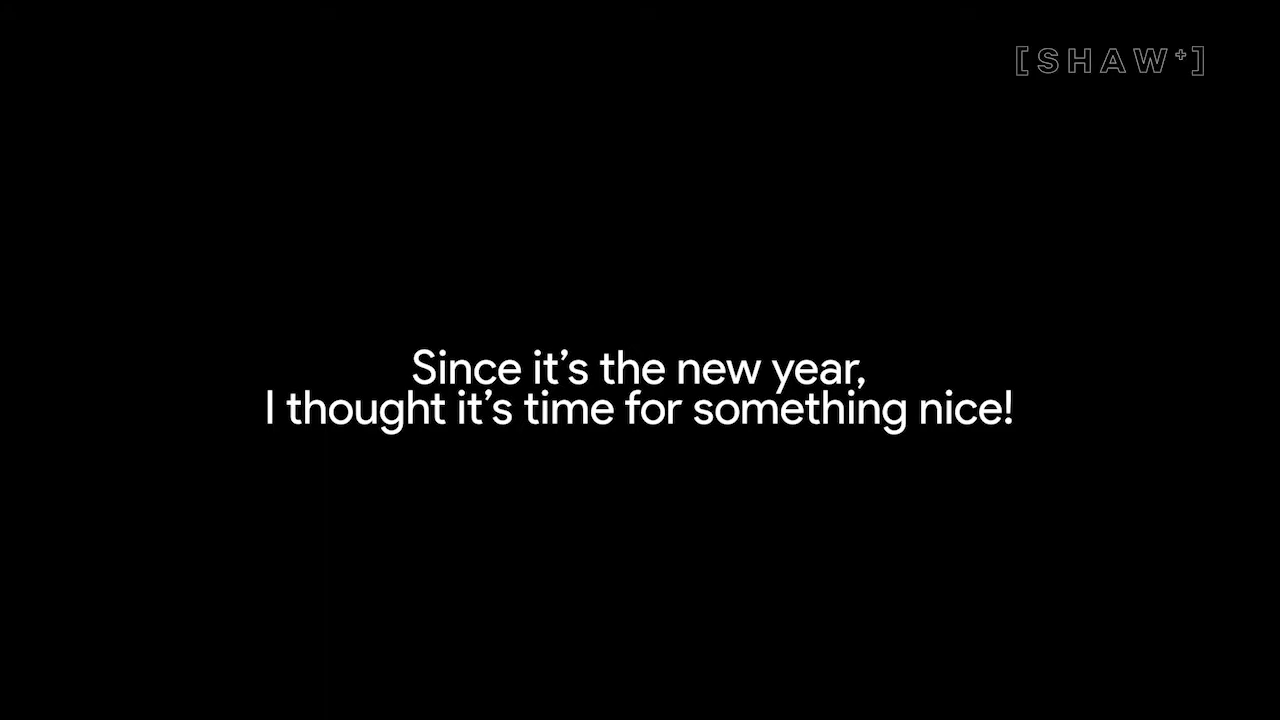 [SHAW+]
Since it’s the new year,
I thought it’s time for something nice!